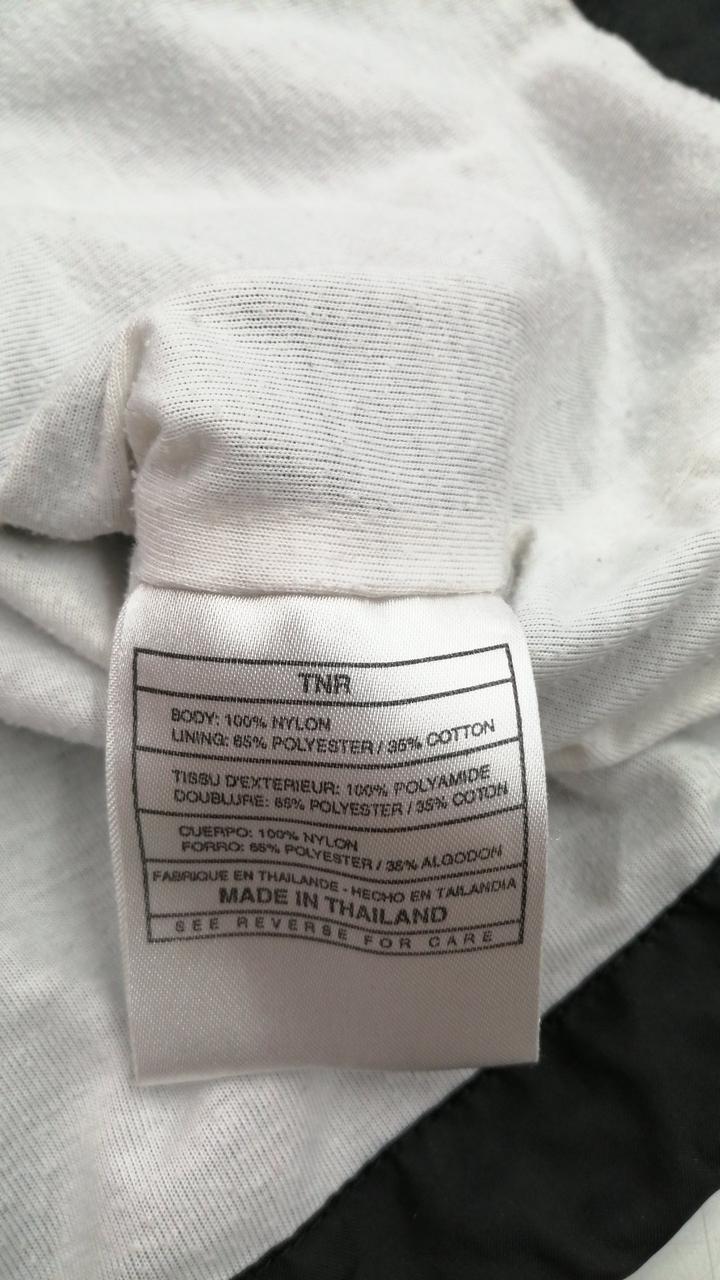 TNR
BODY: 100% NYLON
LINING: 65% POLYESTER / 35% COTTON
TISSU D'EXTERIEUR: 100% POLYAMIDE
DOUBLURE: 65% POLYESTER / 35% COTON
CUERPO: 100% NYLON
FORRO: 65% POLYESTER / 35% ALGODON
FABRIQUE EN THAILANDE - HECHO EN TAILANDIA
MADE IN THAILAND
SEE REVERSE FOR CARE